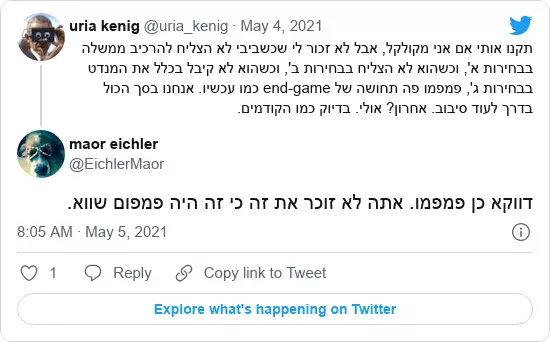 uria kenig @uria_kenig · May 4, 2021
תקנו אותי אם אני מקולקל, אבל לא זכור לי שכשביבי לא הצליח להרכיב ממשלה
בבחירות א', וכשהוא לא הצליח בבחירות ב', וכשהוא לא קיבל בכלל את המנדט
בבחירות ג', פמפמו פה תחושה של end-game כמו עכשיו. אנחנו בסך הכול
בדרך לעוד סיבוב. אחרון? אולי. בדיוק כמו הקודמים.
maor eichler
@EichlerMaor
דווקא כן פמפמו. אתה לא זוכר את זה כי זה היה פמפום שווא.
8:05 AM · May 5, 2021
1 Reply Copy link to Tweet
Explore what's happening on Twitter